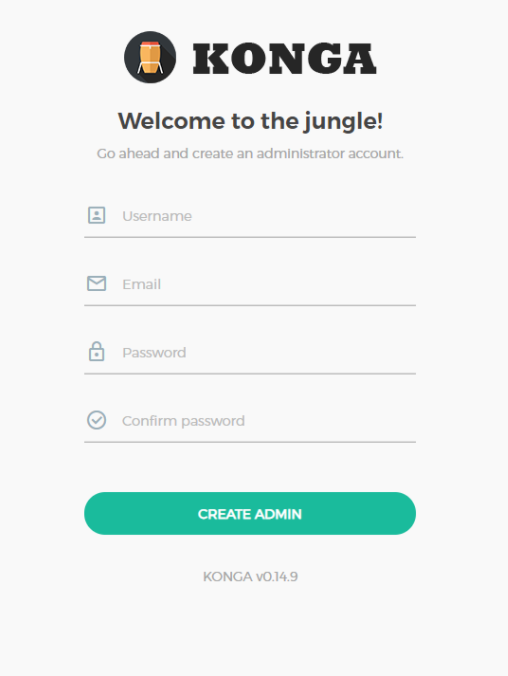 KONGA
Welcome to the jungle!
Go ahead and create an administrator account.
Username
Email
Password
Confirm password
CREATE ADMIN
KONGA v0.14.9